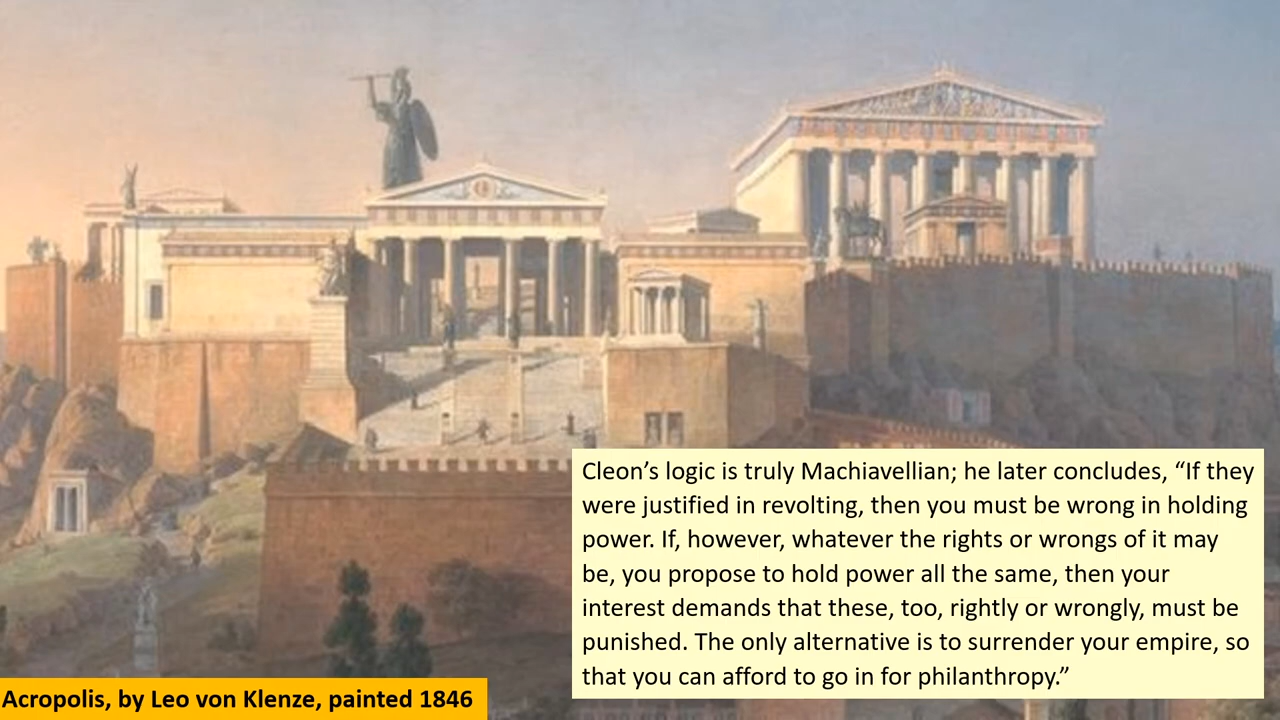 Cleon’s logic is truly Machiavellian; he later concludes, “If they
were justified in revolting, then you must be wrong in holding
power. If, however, whatever the rights or wrongs of it may
be, you propose to hold power all the same, then your
interest demands that these, too, rightly or wrongly, must be
punished. The only alternative is to surrender your empire, so
that you can afford to go in for philanthropy.”
Acropolis, by Leo von Klenze, painted 1846